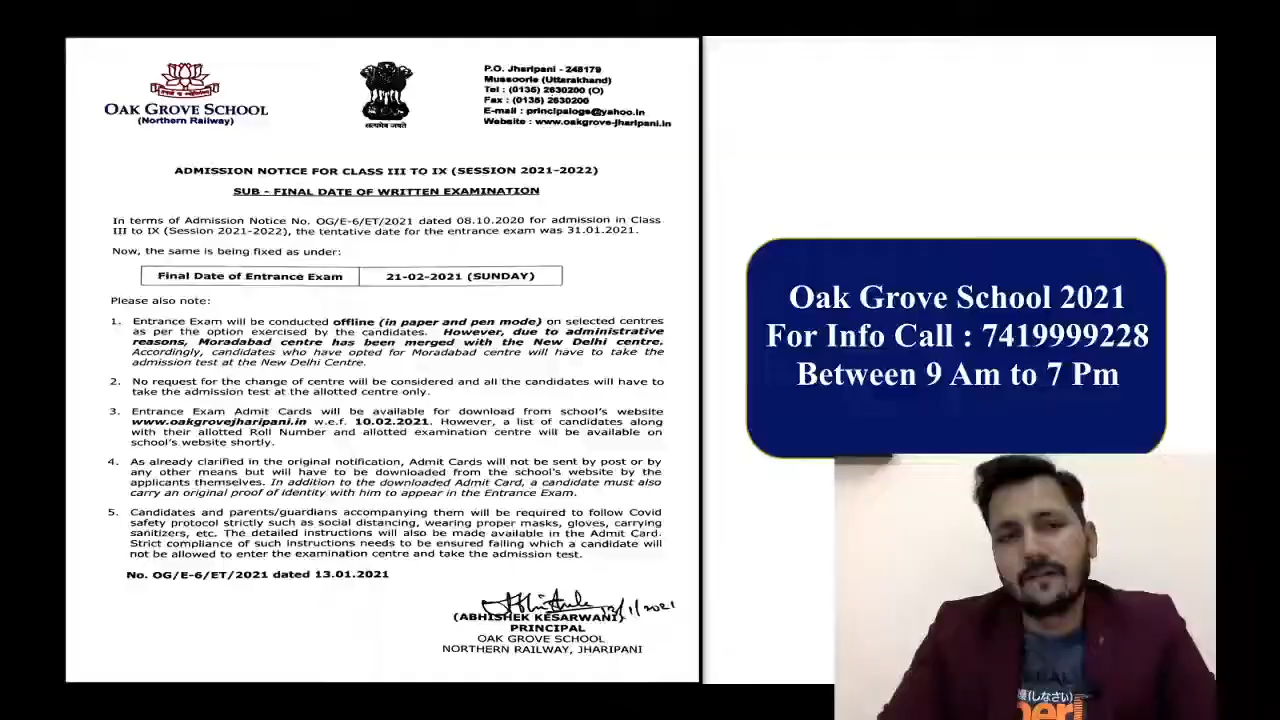 OAK GROVE SCHOOL
(Northern Railway)
सत्यमेव जयते
P.O. Jharipani - 248179
Mussoorie (Uttarakhand)
Tel : (0135) 2630200 (O)
Fax : (0135) 2630200
E-mail : principalogs@yahoo.in
Website : www.oakgrove-jharipani.in
ADMISSION NOTICE FOR CLASS III TO IX (SESSION 2021-2022)
SUB - FINAL DATE OF WRITTEN EXAMINATION
In terms of Admission Notice No. OG/E-6/ET/2021 dated 08.10.2020 for admission in Class
III to IX (Session 2021-2022), the tentative date for the entrance exam was 31.01.2021.
Now, the same is being fixed as under:
Final Date of Entrance Exam 21-02-2021 (SUNDAY)
Please also note:
1. Entrance Exam will be conducted offline (in paper and pen mode) on selected centres
as per the option exercised by the candidates. However, due to administrative
reasons, Moradabad centre has been merged with the New Delhi centre.
Accordingly, candidates who have opted for Moradabad centre will have to take the
admission test at the New Delhi Centre.
2. No request for the change of centre will be considered and all the candidates will have to
take the admission test at the allotted centre only.
3. Entrance Exam Admit Cards will be available for download from school's website
www.oakgrovejharipani.in w.e.f. 10.02.2021. However, a list of candidates along
with their allotted Roll Number and allotted examination centre will be available on
school's website shortly.
4. As already clarified in the original notification, Admit Cards will not be sent by post or by
any other means but will have to be downloaded from the school's website by the
applicants themselves. In addition to the downloaded Admit Card, a candidate must also
carry an original proof of identity with him to appear in the Entrance Exam.
5. Candidates and parents/guardians accompanying them will be required to follow Covid
safety protocol strictly such as social distancing, wearing proper masks, gloves, carrying
sanitizers, etc. The detailed instructions will also be made available in the Admit Card.
Strict compliance of such instructions needs to be ensured failing which a candidate will
not be allowed to enter the examination centre and take the admission test.
No. OG/E-6/ET/2021 dated 13.01.2021
(ABHISHEK KESARWANI)
PRINCIPAL
OAK GROVE SCHOOL
NORTHERN RAILWAY, JHARIPANI
Oak Grove School 2021
For Info Call : 7419999228
Between 9 Am to 7 Pm
(しなさい)